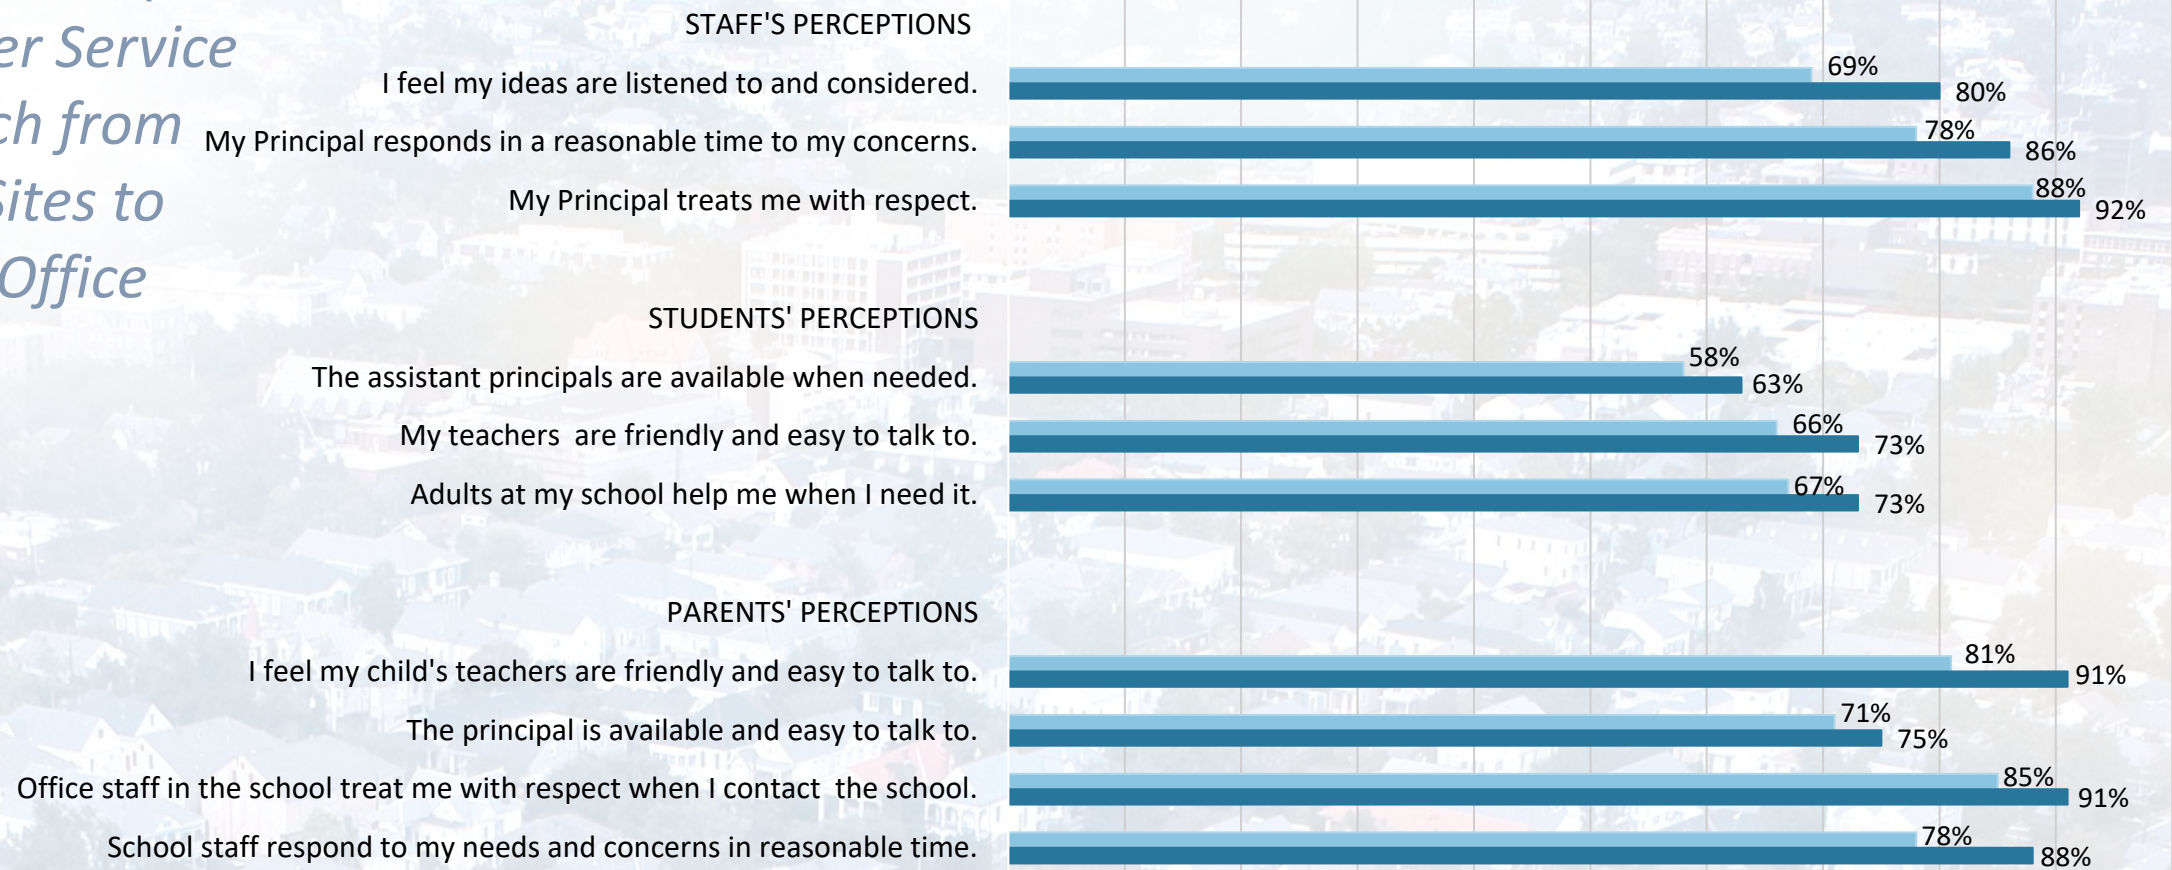 er Service
ch from
Sites to
Office
STAFF'S PERCEPTIONS
I feel my ideas are listened to and considered.
69%
80%
My Principal responds in a reasonable time to my concerns.
78%
86%
My Principal treats me with respect.
88%
92%
STUDENTS' PERCEPTIONS
The assistant principals are available when needed.
58%
63%
My teachers  are friendly and easy to talk to.
66%
73%
Adults at my school help me when I need it.
67%
73%
PARENTS' PERCEPTIONS
I feel my child's teachers are friendly and easy to talk to.
81%
91%
The principal is available and easy to talk to.
71%
75%
Office staff in the school treat me with respect when I contact  the school.
85%
91%
School staff respond to my needs and concerns in reasonable time.
78%
88%